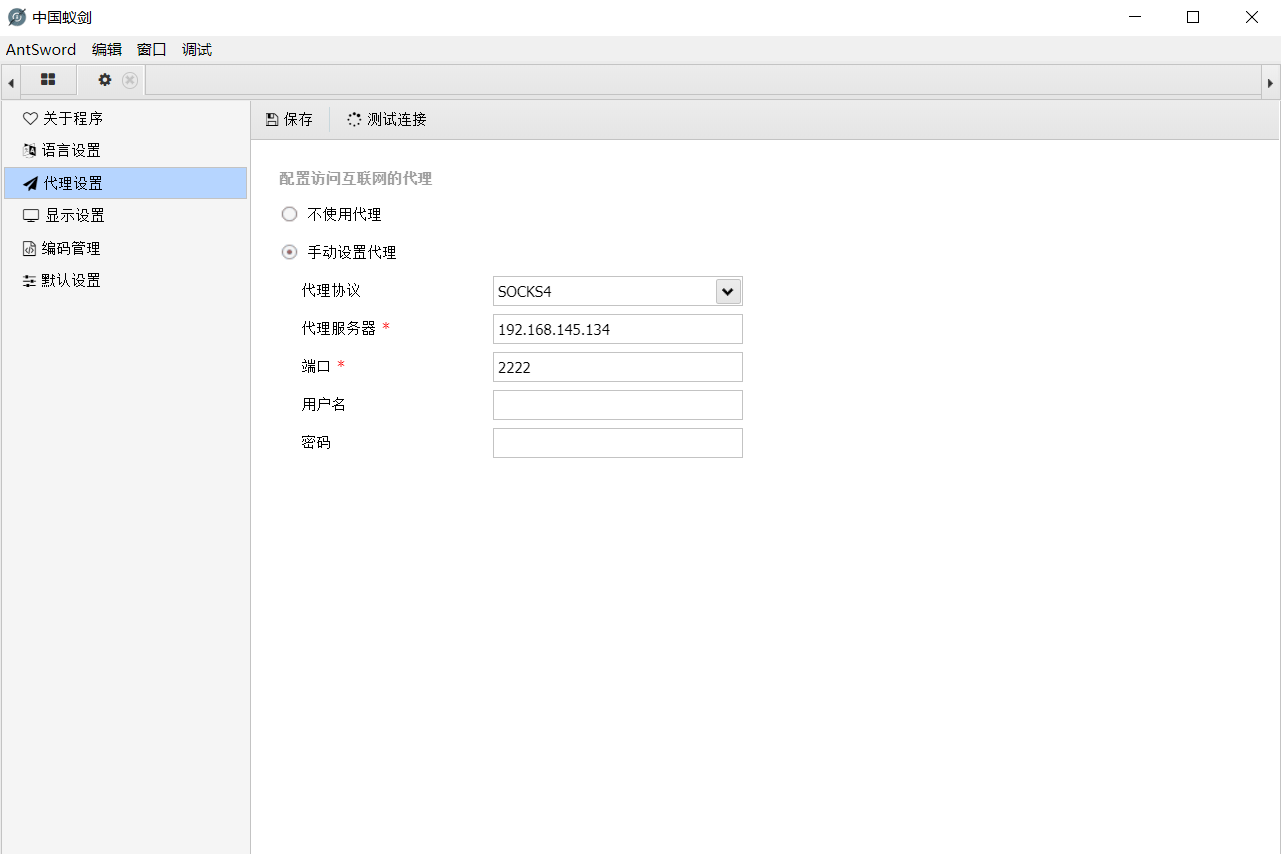 中国蚁剑
AntSword 编辑 窗口 调试
关于程序
语言设置
代理设置
显示设置
编码管理
默认设置
保存 测试连接
配置访问互联网的代理
不使用代理
手动设置代理
代理协议 SOCKS4
代理服务器 * 192.168.145.134
端口 * 2222
用户名
密码